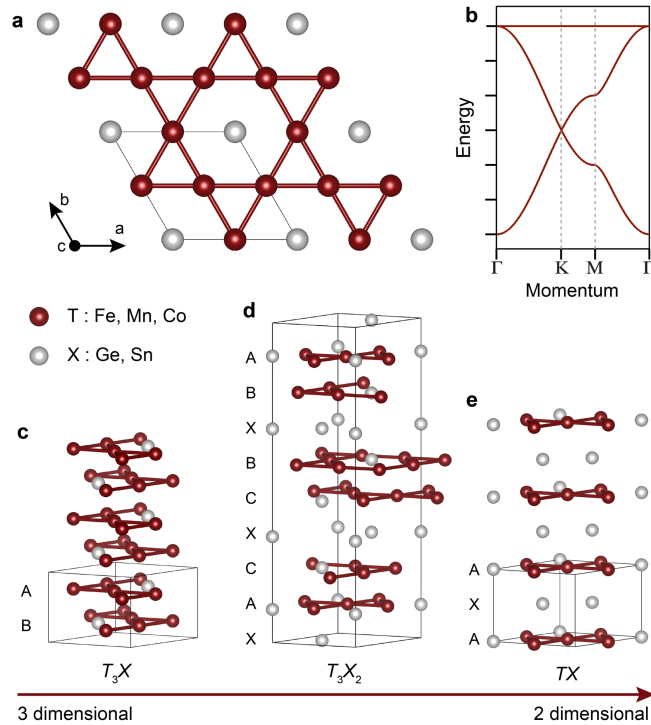 a
b
c
a
b
Energy
Γ
K
M
Γ
Momentum
T : Fe, Mn, Co
X : Ge, Sn
c
A
B
T₃X
d
A
B
X
B
C
X
C
A
X
T₃X₂
e
A
X
A
TX
3 dimensional
2 dimensional